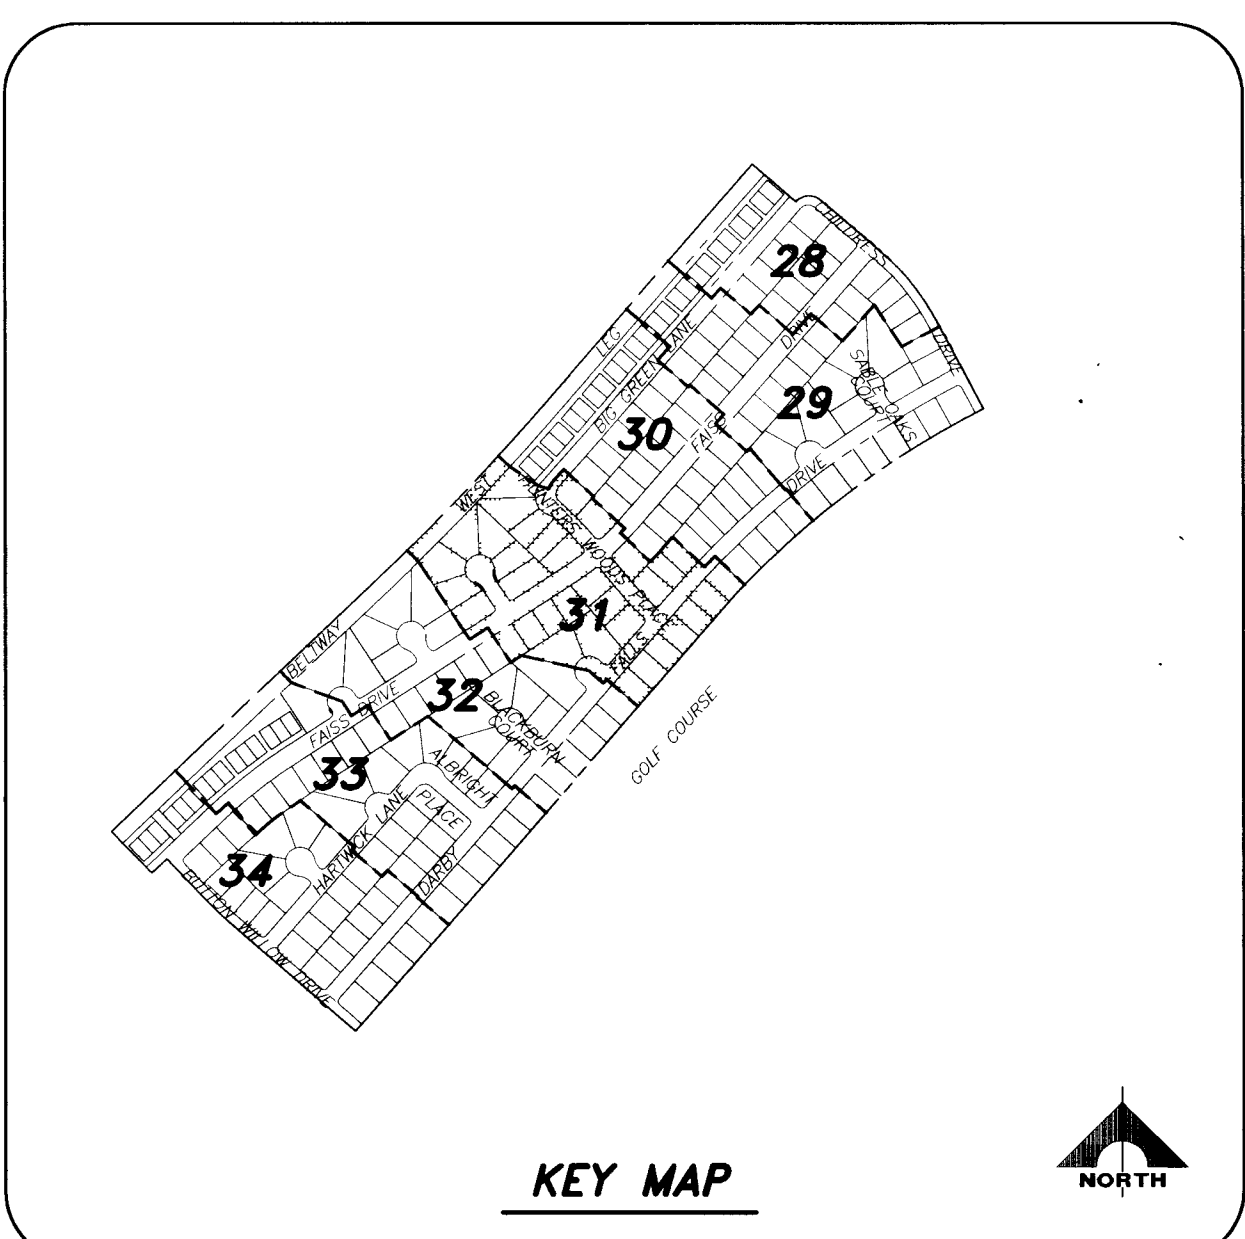 CHILDRESS
28
DRIVE
LEG
BIG GREEN LANE
DRIVE
SABLE OAKS
COURT
29
30
FAISS
DRIVE
WEST
HUNTERS WOODS PLACE
31
FALLS
BELTWAY
32
FAISS DRIVE
BLACKBURN
COURT
GOLF COURSE
33
ALBRIGHT
PLACE
HARTWICK LANE
DARBY
34
BUTTON WILLOW DRIVE
KEY MAP
NORTH